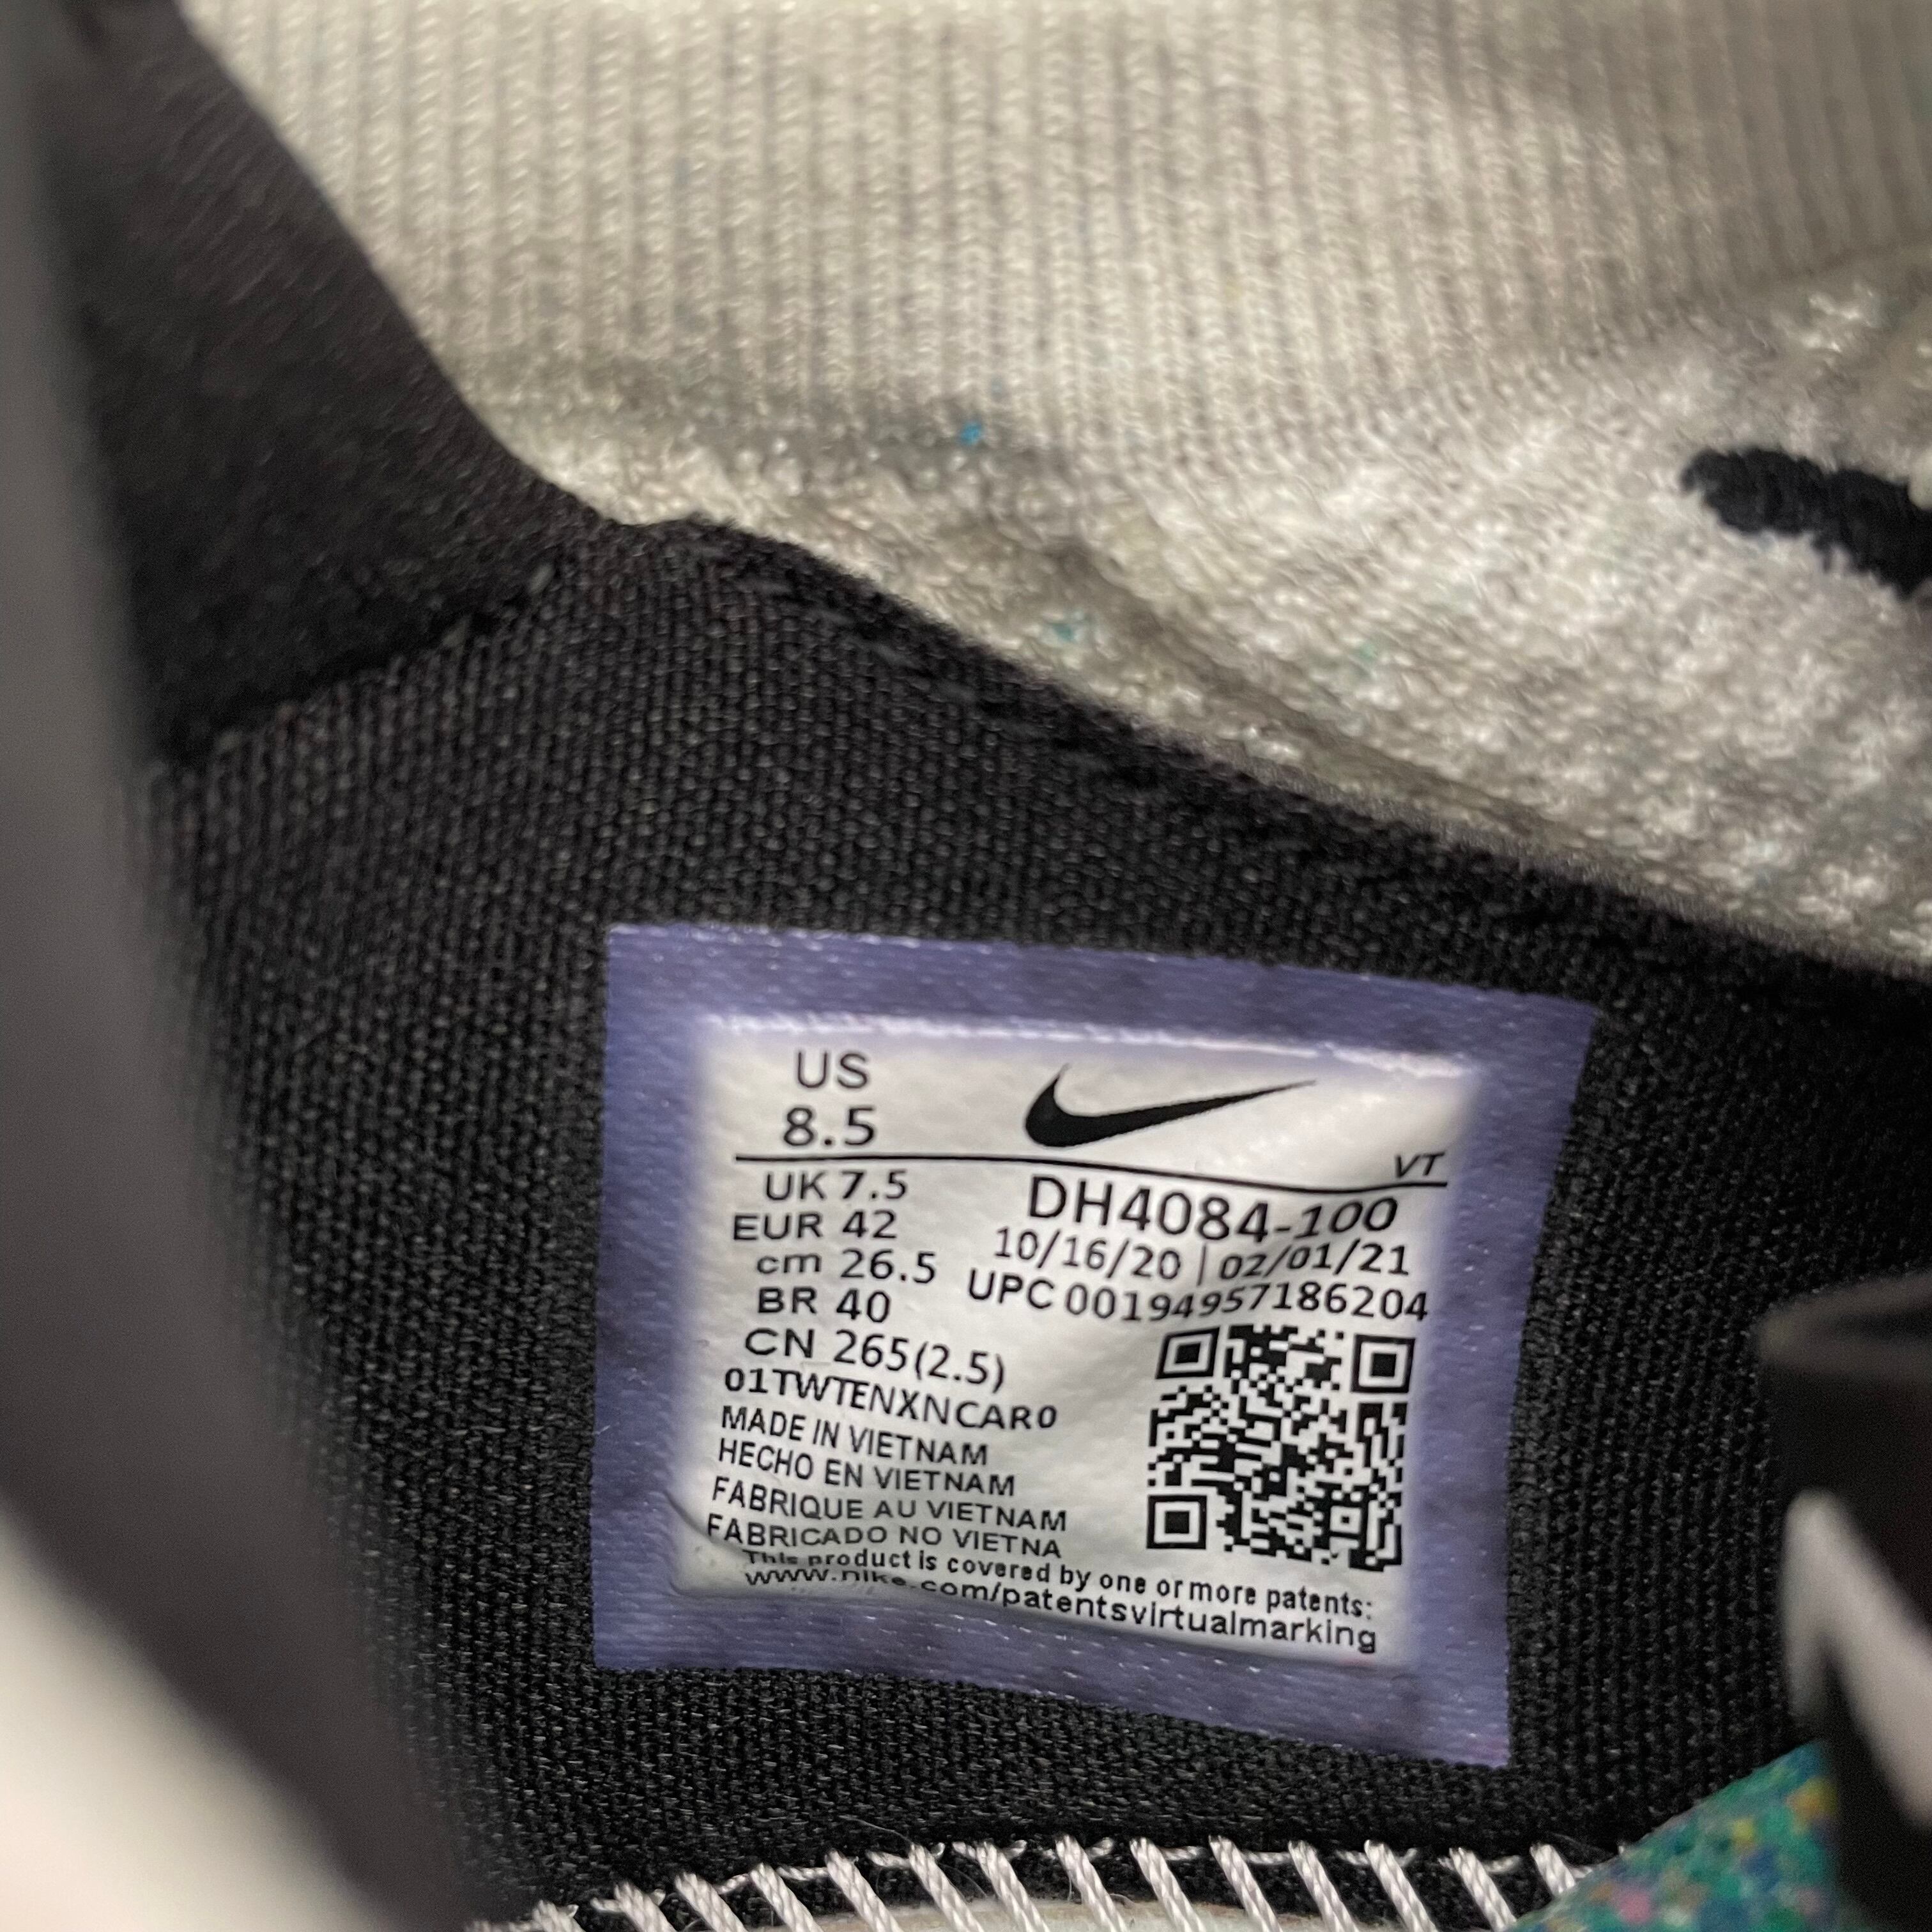 US
8.5
VT
UK 7.5
EUR 42
cm 26.5
BR 40
CN 265(2.5)
DH4084-100
10/16/20 | 02/01/21
UPC 00194957186204
01TWTENXNCAR0
MADE IN VIETNAM
HECHO EN VIETNAM
FABRIQUE AU VIETNAM
FABRICADO NO VIETNA
This product is covered by one or more patents:
www.nike.com/patentsvirtualmarking